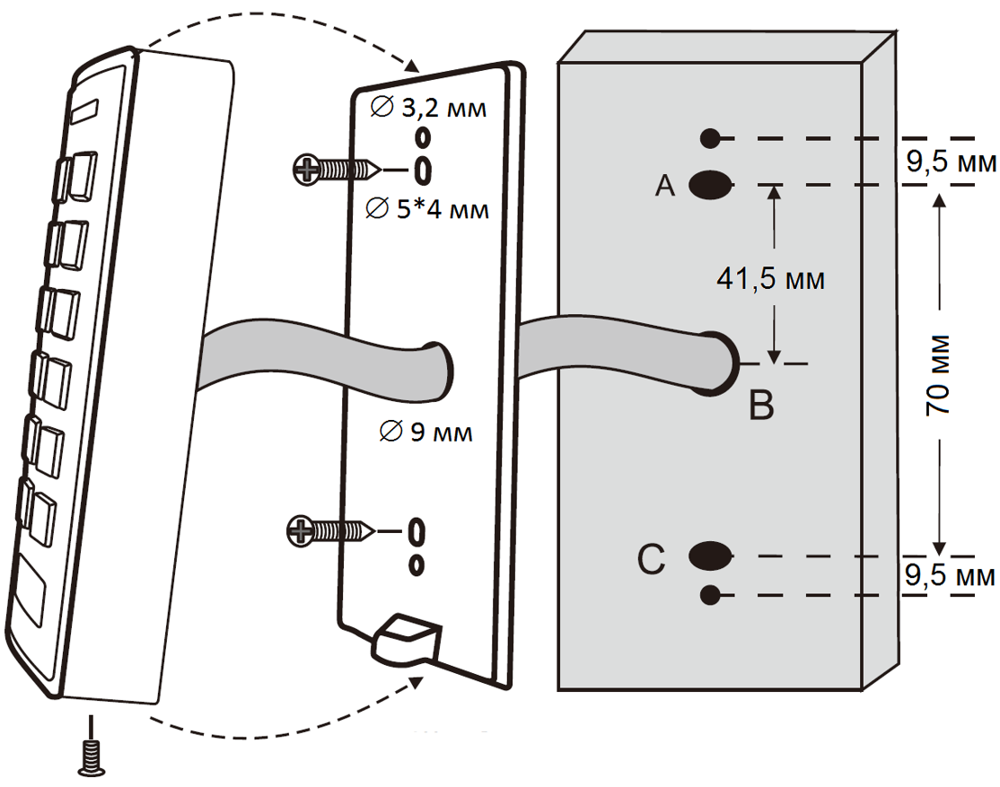 Ø 3,2 мм
Ø 5*4 мм
Ø 9 мм
A
9,5 мм
41,5 мм
70 мм
B
C
9,5 мм